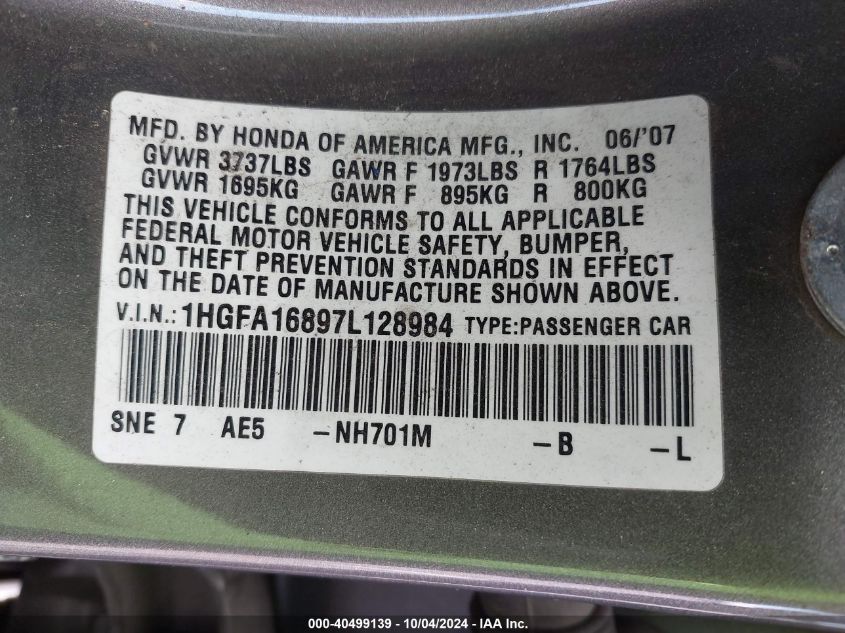 MFD. BY HONDA OF AMERICA MFG., INC. 06/'07
GVWR 3737LBS GAWR F 1973LBS R 1764LBS
GVWR 1695KG GAWR F 895KG R 800KG
THIS VEHICLE CONFORMS TO ALL APPLICABLE
FEDERAL MOTOR VEHICLE SAFETY, BUMPER,
AND THEFT PREVENTION STANDARDS IN EFFECT
ON THE DATE OF MANUFACTURE SHOWN ABOVE.
V.I.N.: 1HGFA16897L128984 TYPE:PASSENGER CAR
SNE 7 AE5 -NH701M -B -L
000-40499139 - 10/04/2024 - IAA Inc.